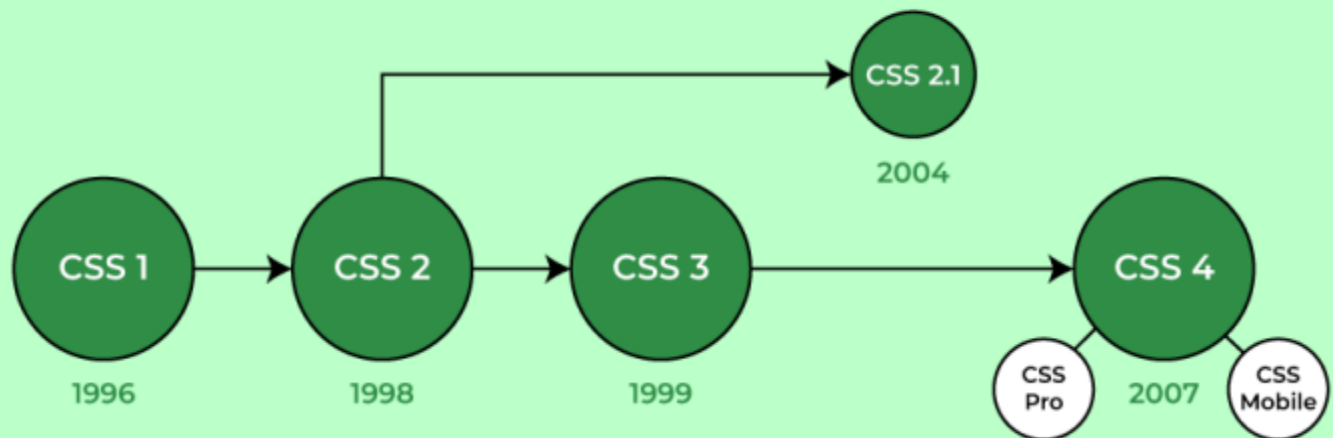 CSS 2.1
2004
CSS 1
CSS 2
CSS 3
CSS 4
1996
1998
1999
CSS
Pro
2007
CSS
Mobile